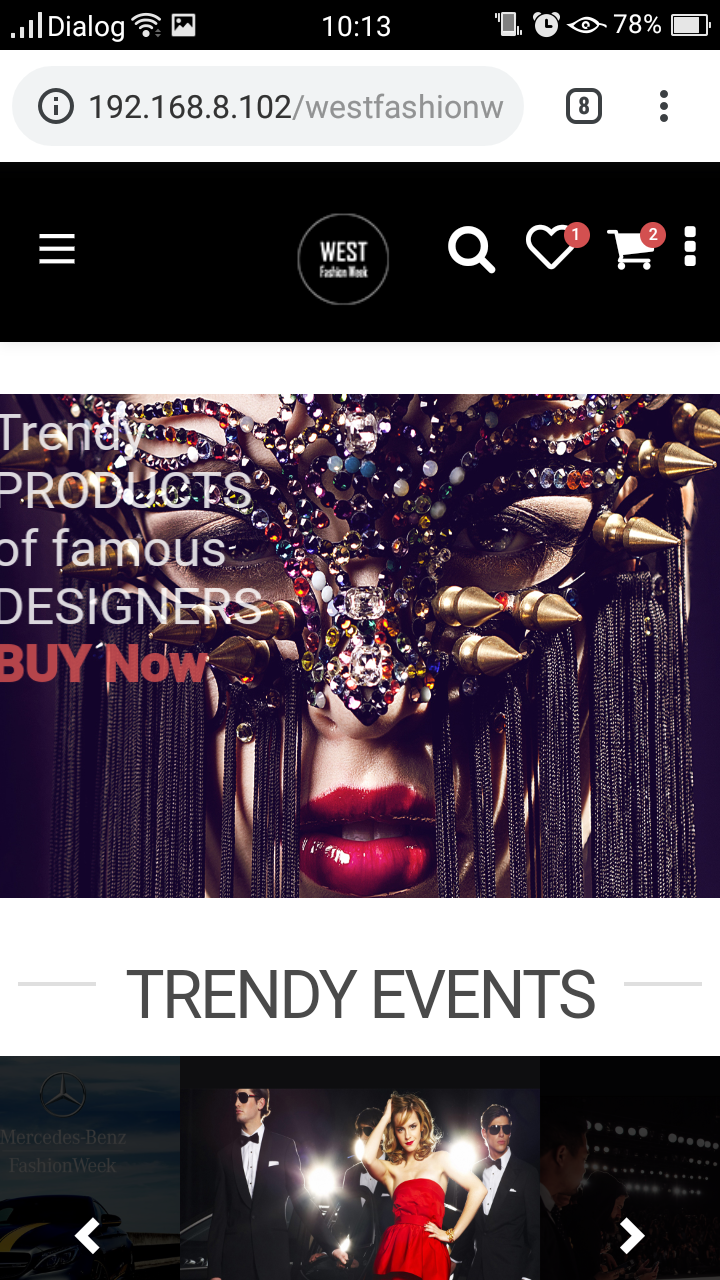 Dialog 10:13 78%
192.168.8.102/westfashionw 8
WEST
Fashion Week
1 2
Trendy
PRODUCTS
of famous
DESIGNERS
BUY Now
TRENDY EVENTS
Mercedes-Benz
FashionWeek